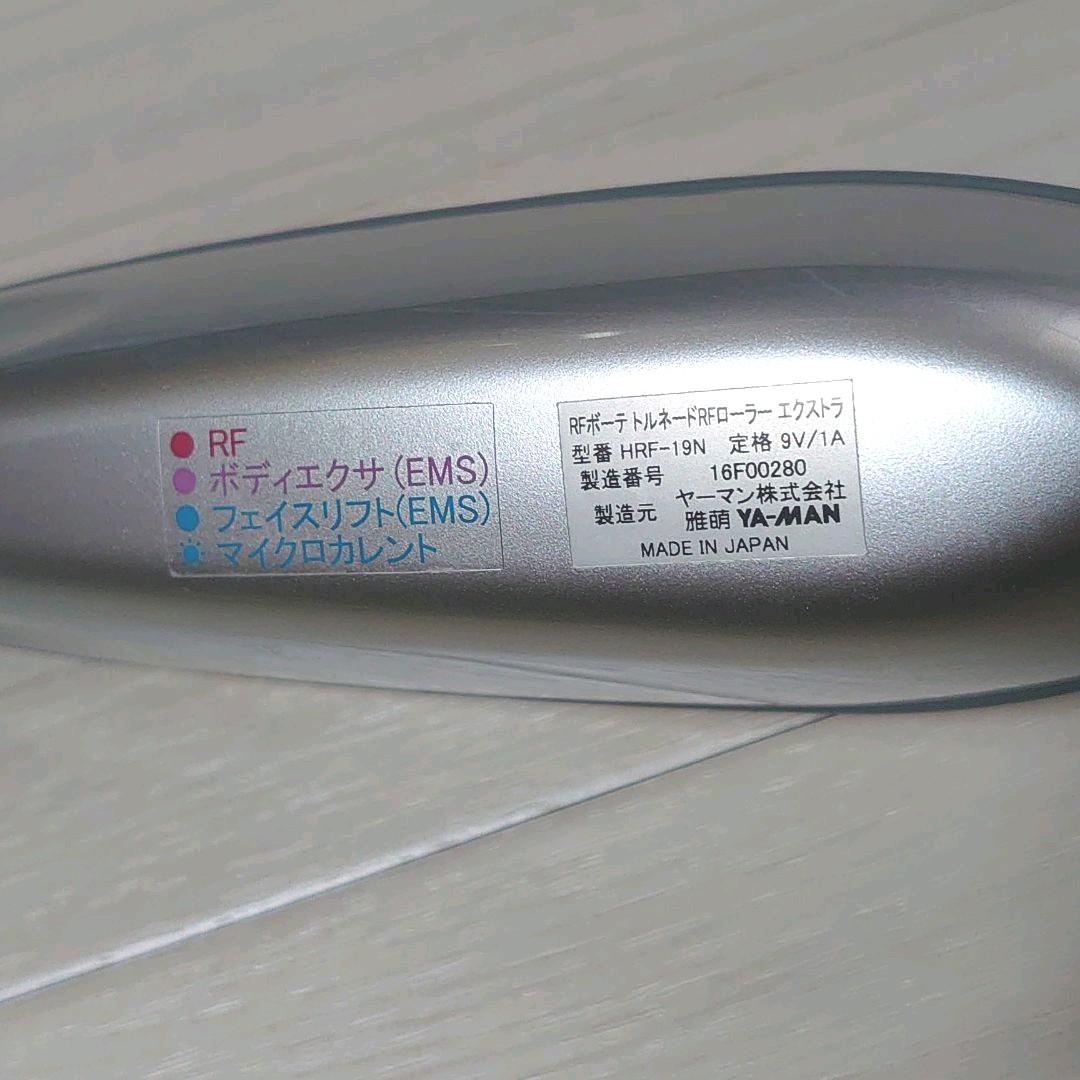 RF
ボディエクサ(EMS)
フェイスリフト(EMS)
マイクロカレント
RFボーテ トルネードRFローラー エクストラ
型番 HRF-19N 定格 9V/1A
製造番号 16F00280
製造元 ヤーマン株式会社
雅萌 YA-MAN
MADE IN JAPAN